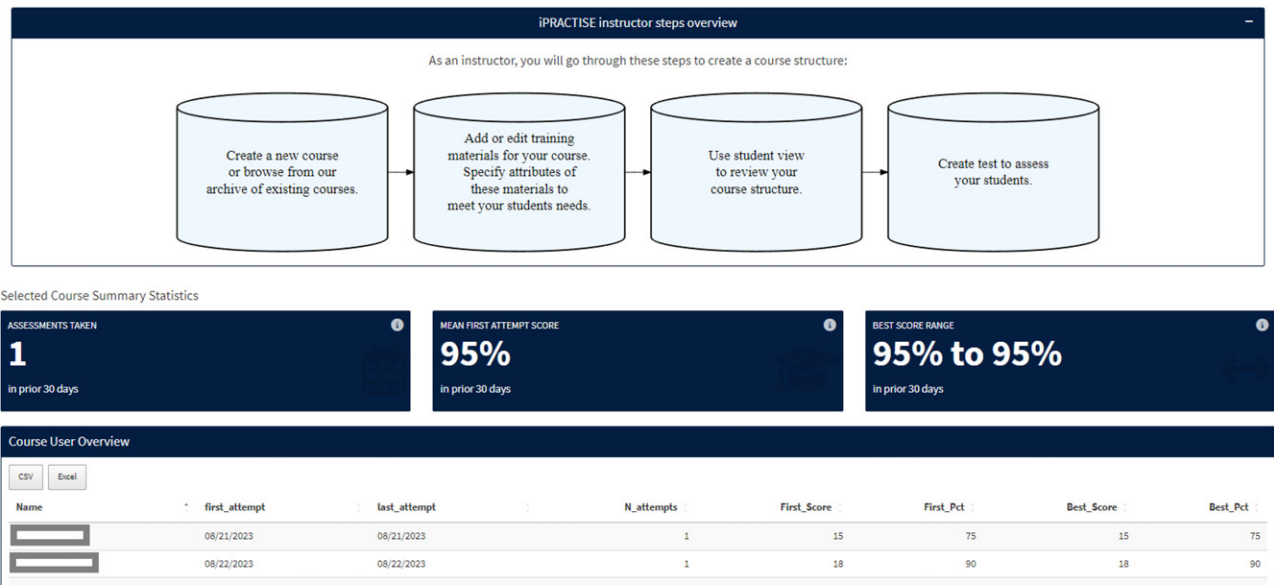 iPRACTISE instructor steps overview
As an instructor, you will go through these steps to create a course structure:
Create a new course
or browse from our
archive of existing courses.
Add or edit training
materials for your course.
Specify attributes of
these materials to
meet your students needs.
Use student view
to review your
course structure.
Create test to assess
your students.
Selected Course Summary Statistics
ASSESSMENTS TAKEN
1
in prior 30 days
MEAN FIRST ATTEMPT SCORE
95%
in prior 30 days
BEST SCORE RANGE
95% to 95%
in prior 30 days
Course User Overview
CSV Excel
Name first_attempt last_attempt N_attempts First_Score First_Pct Best_Score Best_Pct
08/21/2023 08/21/2023 1 15 75 15 75
08/22/2023 08/22/2023 1 18 90 18 90